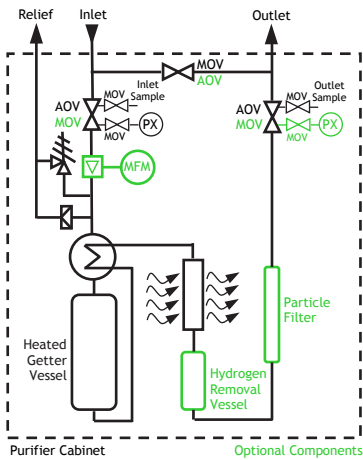 Relief
Inlet
Outlet
MOV
AOV
AOV
MOV
MOV
Inlet
Sample
MOV
PX
MFM
AOV
MOV
MOV
Outlet
Sample
MOV
PX
Heated
Getter
Vessel
Hydrogen
Removal
Vessel
Particle
Filter
Purifier Cabinet
Optional Components